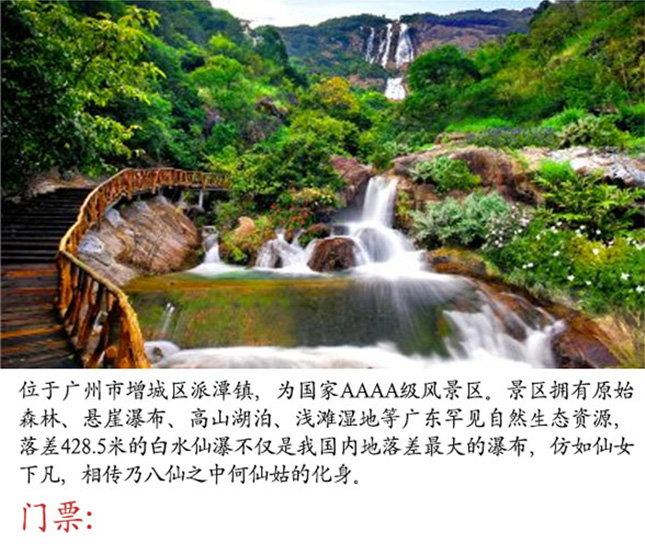 位于广州市增城区派潭镇，为国家AAAA级风景区。景区拥有原始
森林、悬崖瀑布、高山湖泊、浅滩湿地等广东罕见自然生态资源，
落差428.5米的白水仙瀑不仅是我国内地落差最大的瀑布，仿如仙女
下凡，相传乃八仙之中何仙姑的化身。
门票: